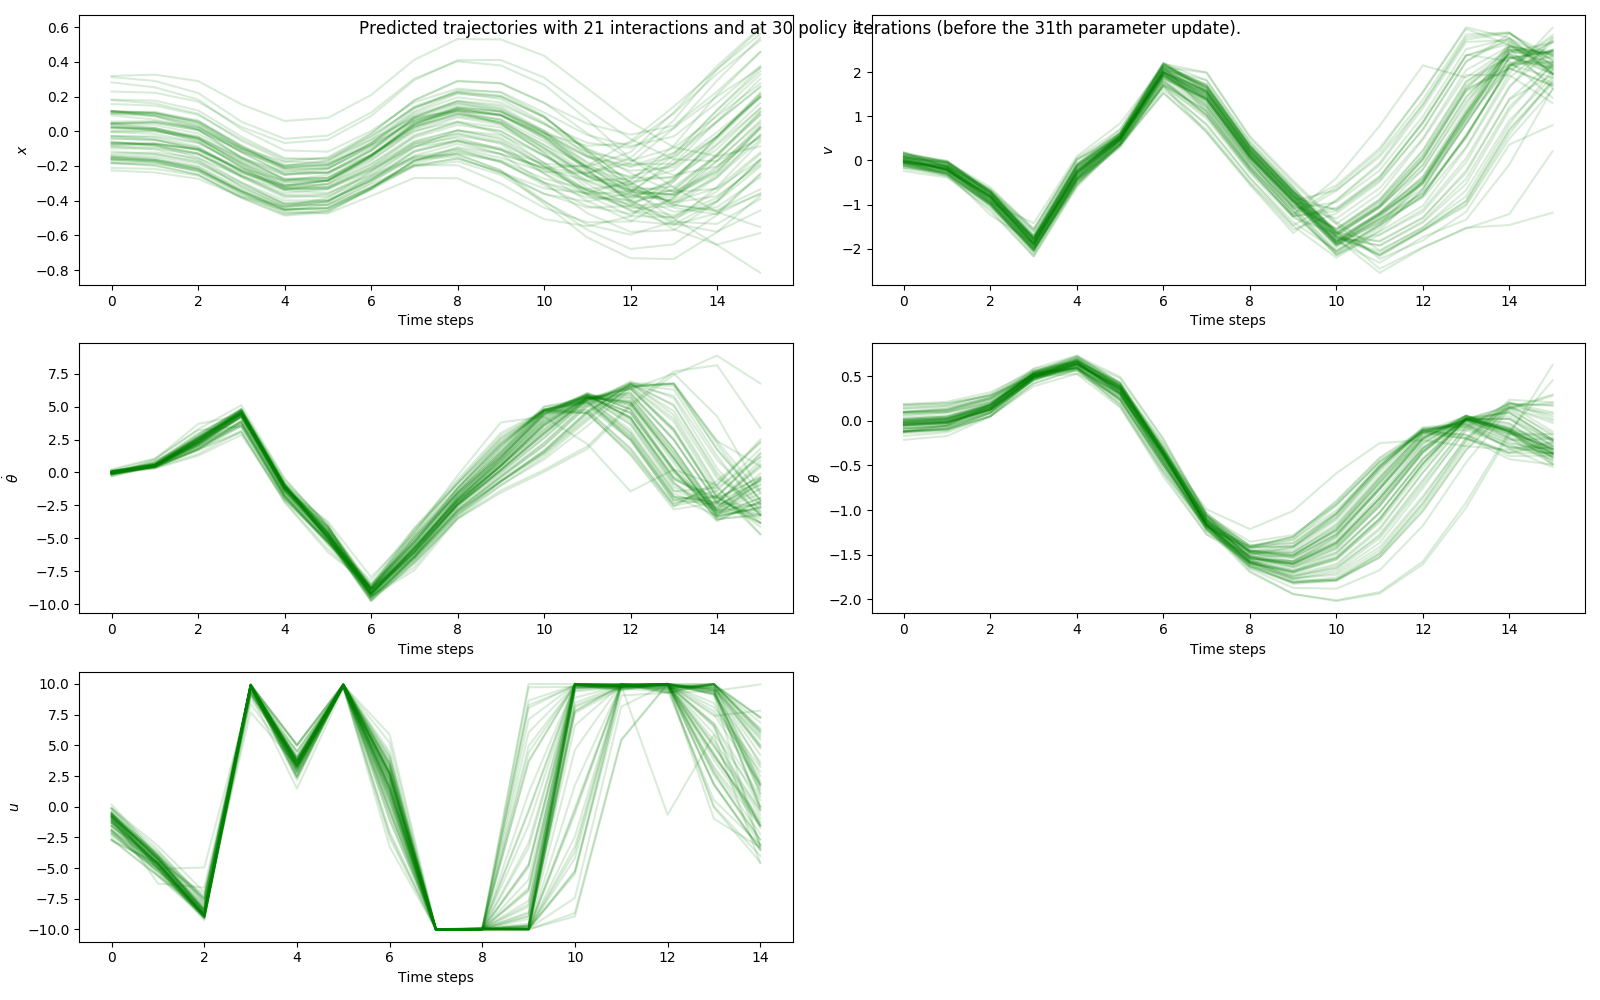 Predicted trajectories with 21 interactions and at 30 policy iterations (before the 31th parameter update).
0.6
0.4
0.2
0.0
−0.2
−0.4
−0.6
−0.8
x
0 2 4 6 8 10 12 14
Time steps
3
2
1
0
−1
−2
v
0 2 4 6 8 10 12 14
Time steps
7.5
5.0
2.5
0.0
−2.5
−5.0
−7.5
−10.0
θ̇
0 2 4 6 8 10 12 14
Time steps
0.5
0.0
−0.5
−1.0
−1.5
−2.0
θ
0 2 4 6 8 10 12 14
Time steps
10.0
7.5
5.0
2.5
0.0
−2.5
−5.0
−7.5
−10.0
u
0 2 4 6 8 10 12 14
Time steps